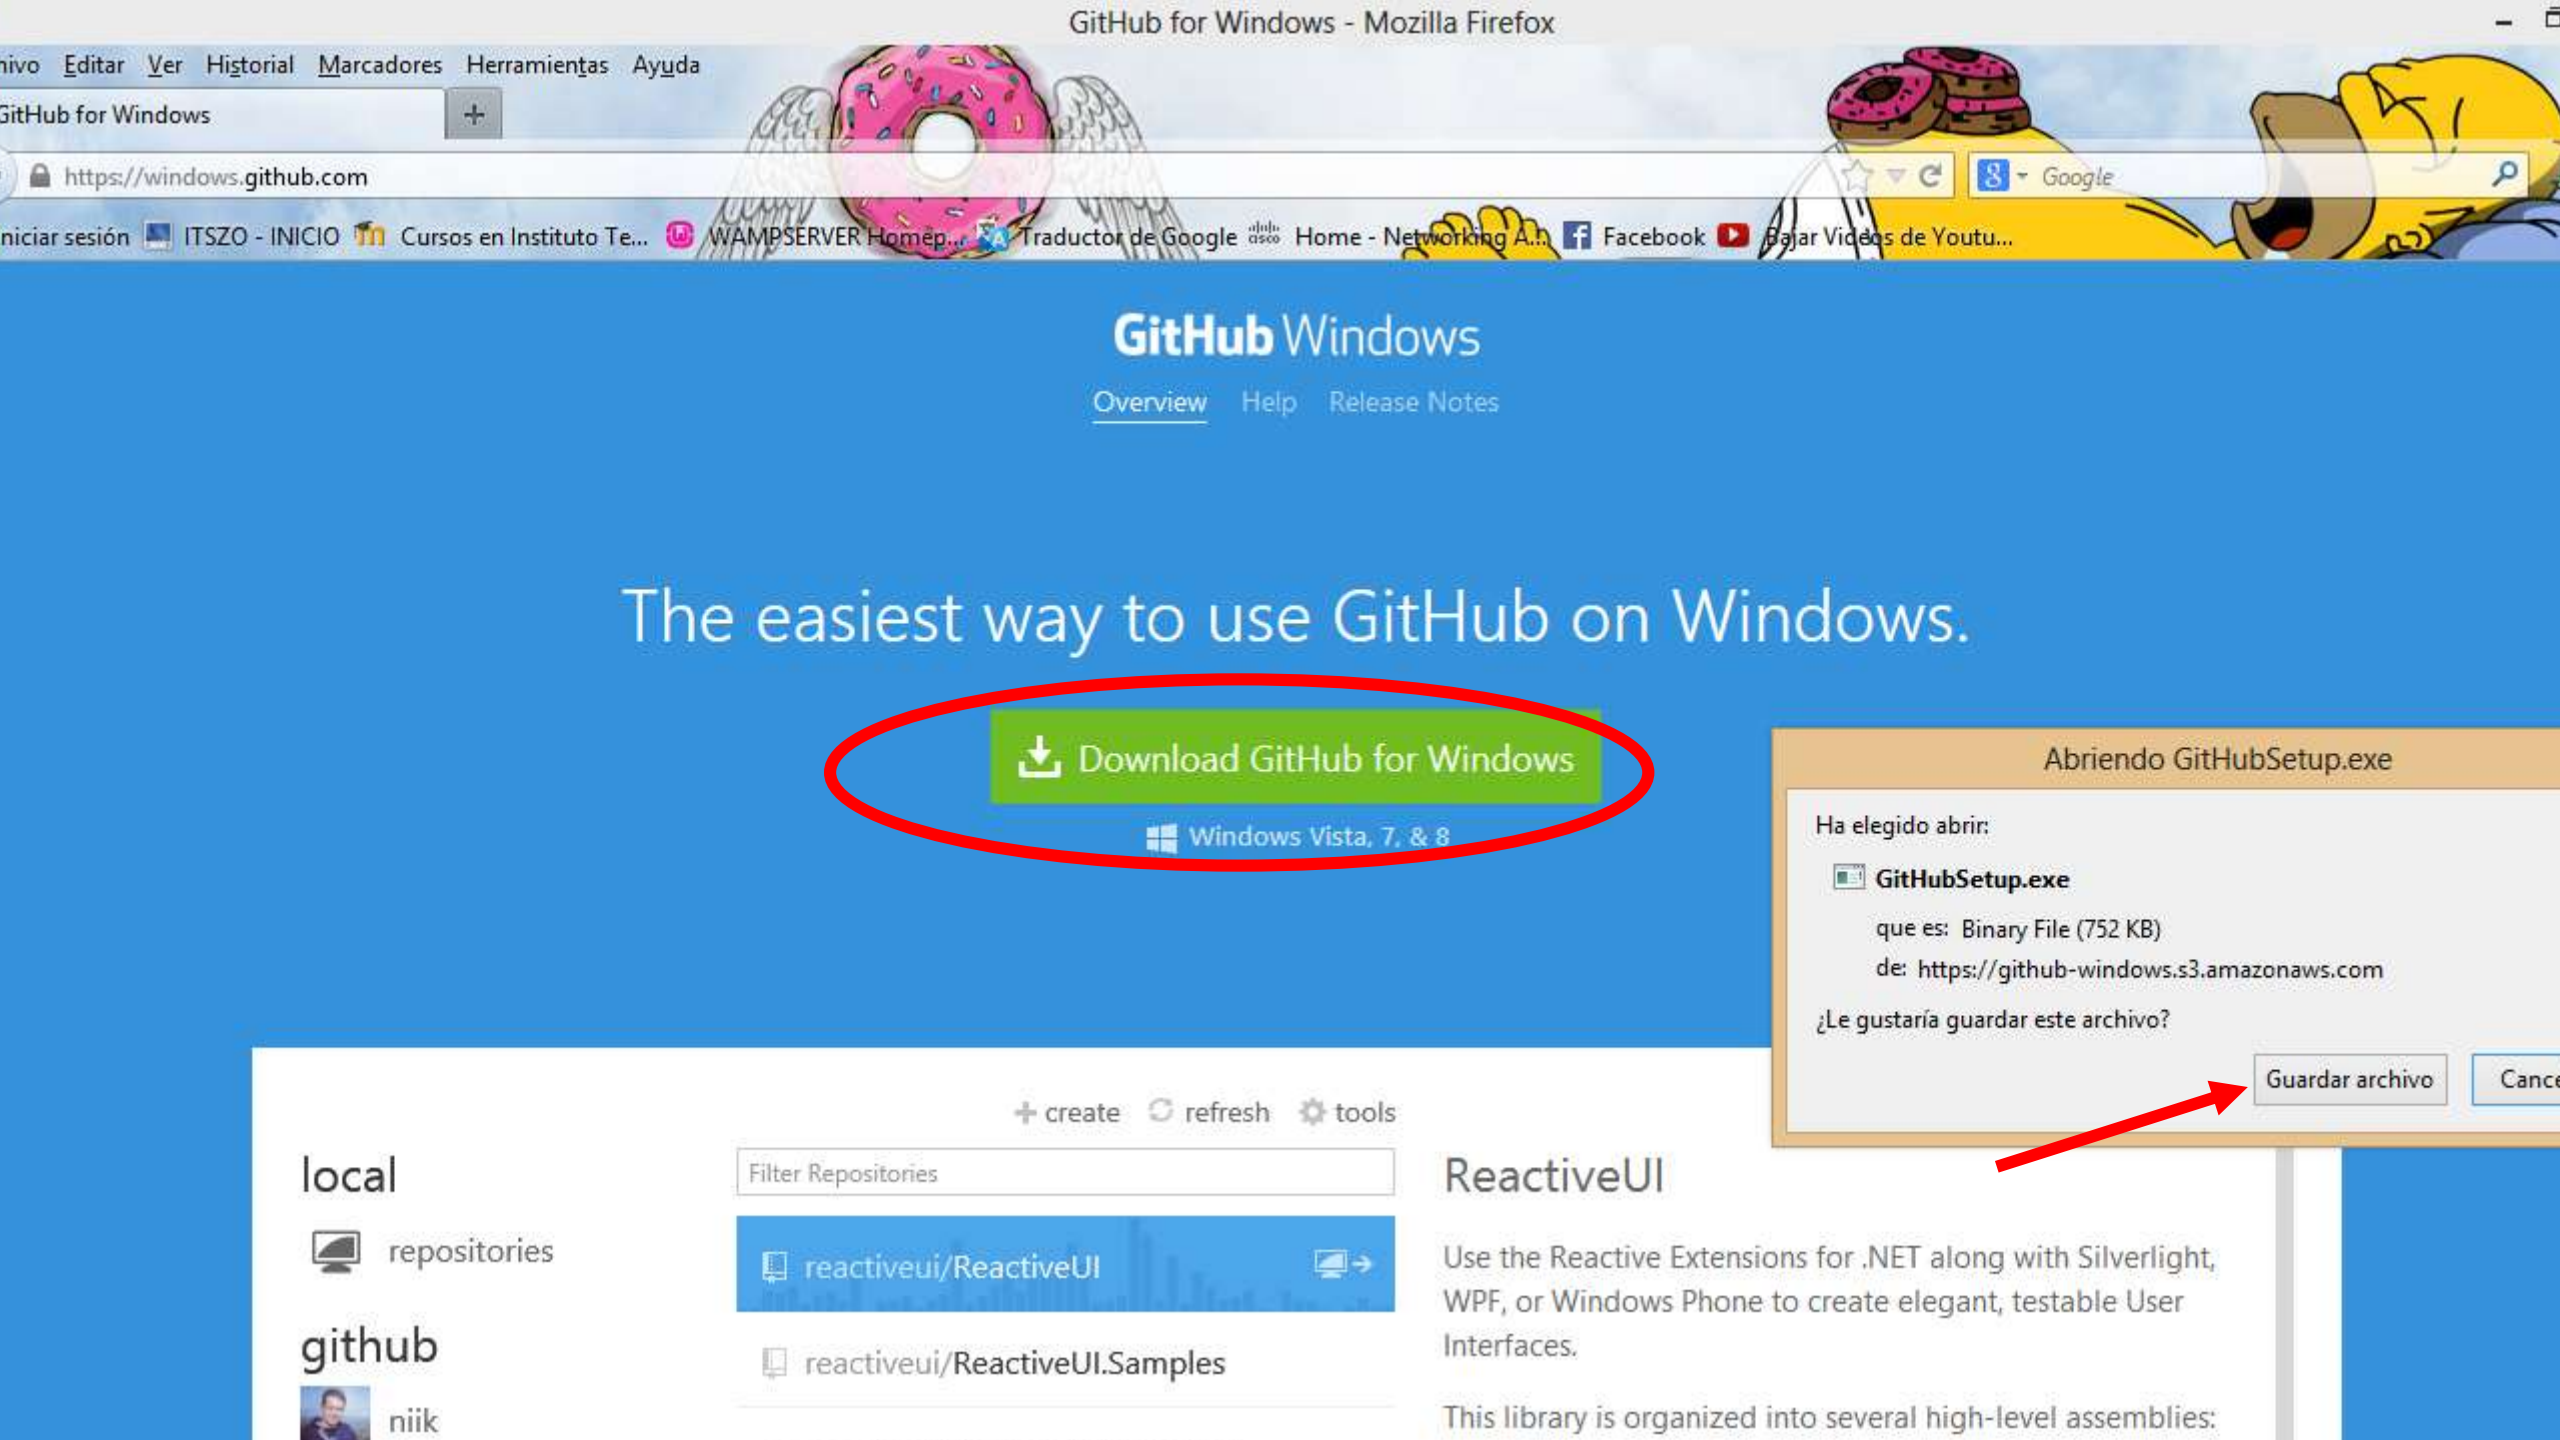 GitHub for Windows - Mozilla Firefox
Editar Ver Historial Marcadores Herramientas Ayuda
GitHub for Windows
https://windows.github.com
Google
niciar sesión ITSZO - INICIO Cursos en Instituto Te... WAMPSERVER Homep... Traductor de Google Home - Networking A... Facebook Bajar Videos de Youtu...
GitHub Windows
Overview Help Release Notes
The easiest way to use GitHub on Windows.
Download GitHub for Windows
Windows Vista, 7, & 8
Abriendo GitHubSetup.exe
Ha elegido abrir:
GitHubSetup.exe
que es: Binary File (752 KB)
de: https://github-windows.s3.amazonaws.com
¿Le gustaría guardar este archivo?
Guardar archivo Cance
+ create refresh tools
local
Filter Repositories
repositories
reactiveui/ReactiveUI
reactiveui/ReactiveUI.Samples
github
niik
ReactiveUI
Use the Reactive Extensions for .NET along with Silverlight,
WPF, or Windows Phone to create elegant, testable User
Interfaces.
This library is organized into several high-level assemblies: